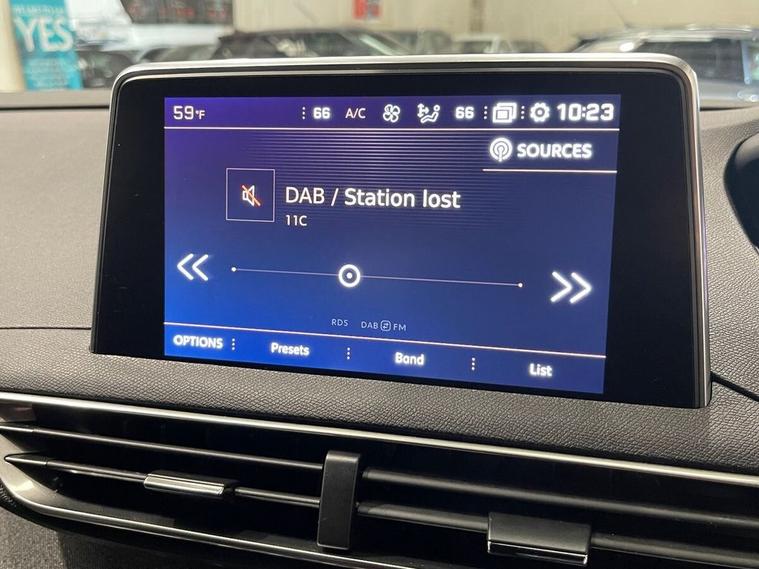 YES
59°F 66 A/C 66 10:23
SOURCES
DAB / Station lost
11C
RDS DAB FM
OPTIONS Presets Band List